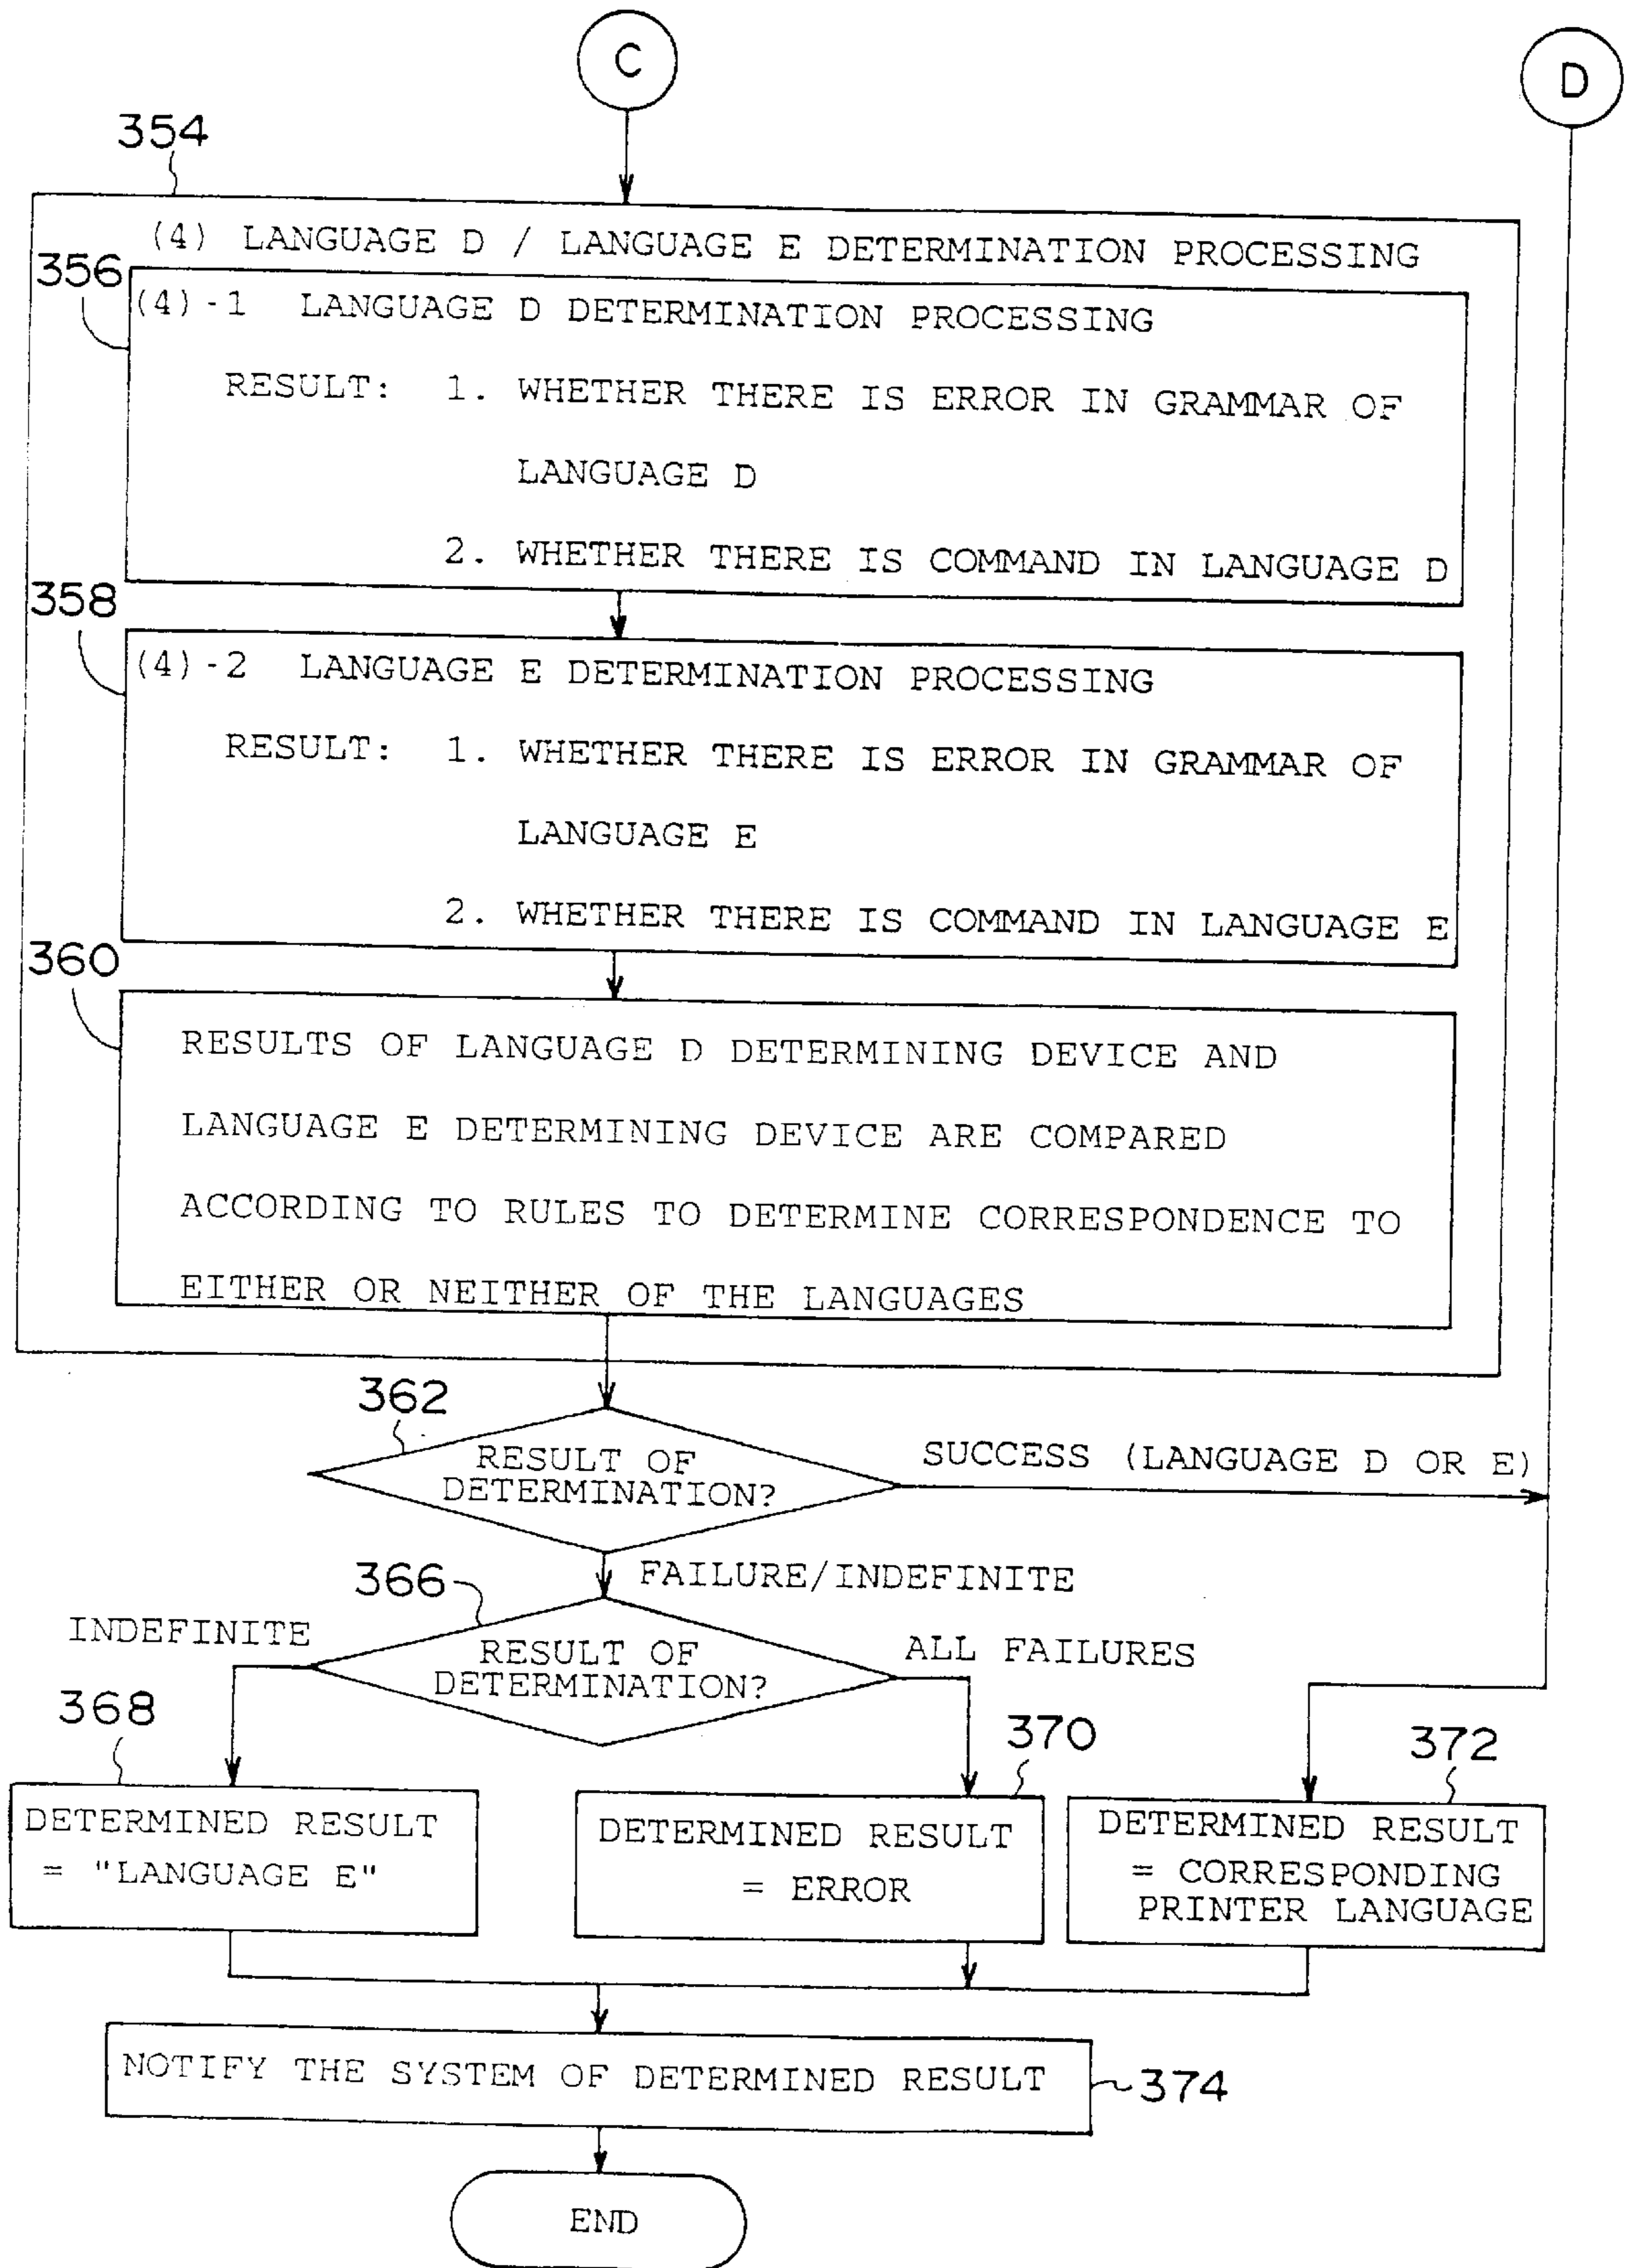 C
D
354
(4) LANGUAGE D / LANGUAGE E DETERMINATION PROCESSING
356
(4)-1 LANGUAGE D DETERMINATION PROCESSING
RESULT: 1. WHETHER THERE IS ERROR IN GRAMMAR OF
LANGUAGE D
2. WHETHER THERE IS COMMAND IN LANGUAGE D
358
(4)-2 LANGUAGE E DETERMINATION PROCESSING
RESULT: 1. WHETHER THERE IS ERROR IN GRAMMAR OF
LANGUAGE E
2. WHETHER THERE IS COMMAND IN LANGUAGE E
360
RESULTS OF LANGUAGE D DETERMINING DEVICE AND
LANGUAGE E DETERMINING DEVICE ARE COMPARED
ACCORDING TO RULES TO DETERMINE CORRESPONDENCE TO
EITHER OR NEITHER OF THE LANGUAGES
362
RESULT OF
DETERMINATION?
SUCCESS (LANGUAGE D OR E)
FAILURE/INDEFINITE
366
INDEFINITE
RESULT OF
DETERMINATION?
ALL FAILURES
368
DETERMINED RESULT
= "LANGUAGE E"
370
DETERMINED RESULT
= ERROR
372
DETERMINED RESULT
= CORRESPONDING
PRINTER LANGUAGE
NOTIFY THE SYSTEM OF DETERMINED RESULT
374
END